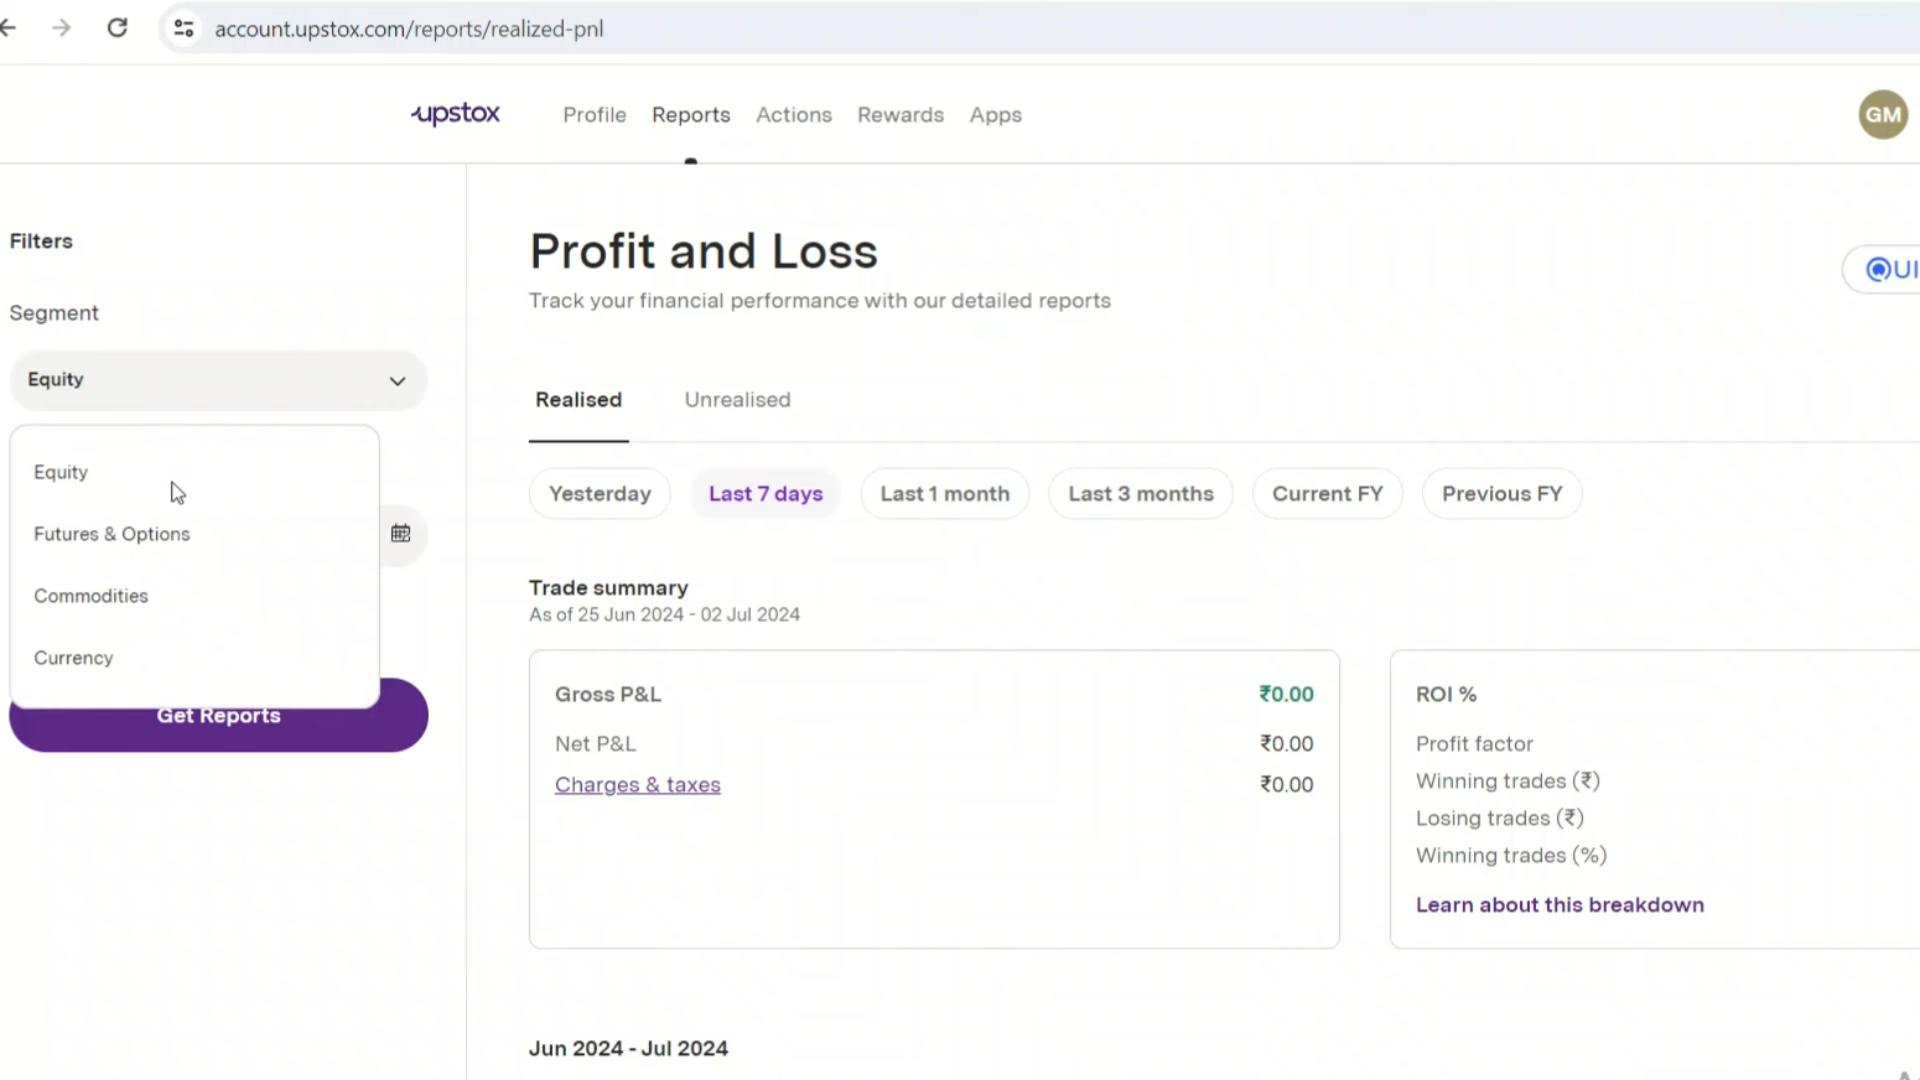 account.upstox.com/reports/realized-pnl
upstox
Profile Reports Actions Rewards Apps
GM
Filters
Segment
Equity
Equity
Futures & Options
Commodities
Currency
Get Reports
Profit and Loss
Track your financial performance with our detailed reports
UI
Realised Unrealised
Yesterday Last 7 days Last 1 month Last 3 months Current FY Previous FY
Trade summary
As of 25 Jun 2024 - 02 Jul 2024
Gross P&L ₹0.00
Net P&L ₹0.00
Charges & taxes ₹0.00
ROI %
Profit factor
Winning trades (₹)
Losing trades (₹)
Winning trades (%)
Learn about this breakdown
Jun 2024 - Jul 2024